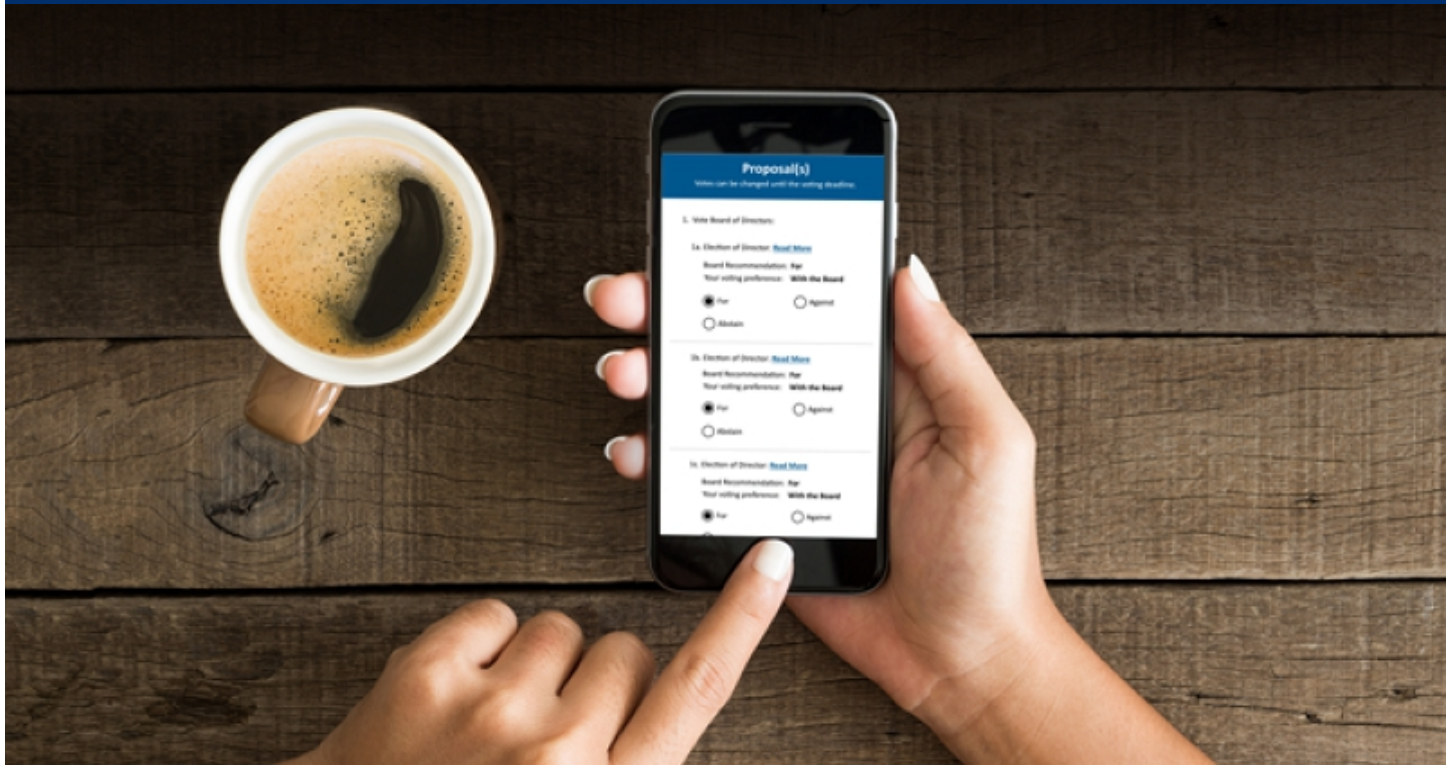 Proposal(s)
Votes can be changed until the voting deadline.
1. Vote Board of Directors:
1a. Election of Director: Read More
Board Recommendation: For
Your voting preference: With the Board
For
Against
Abstain
1b. Election of Director: Read More
Board Recommendation: For
Your voting preference: With the Board
For
Against
Abstain
1c. Election of Director: Read More
Board Recommendation: For
Your voting preference: With the Board
For
Against